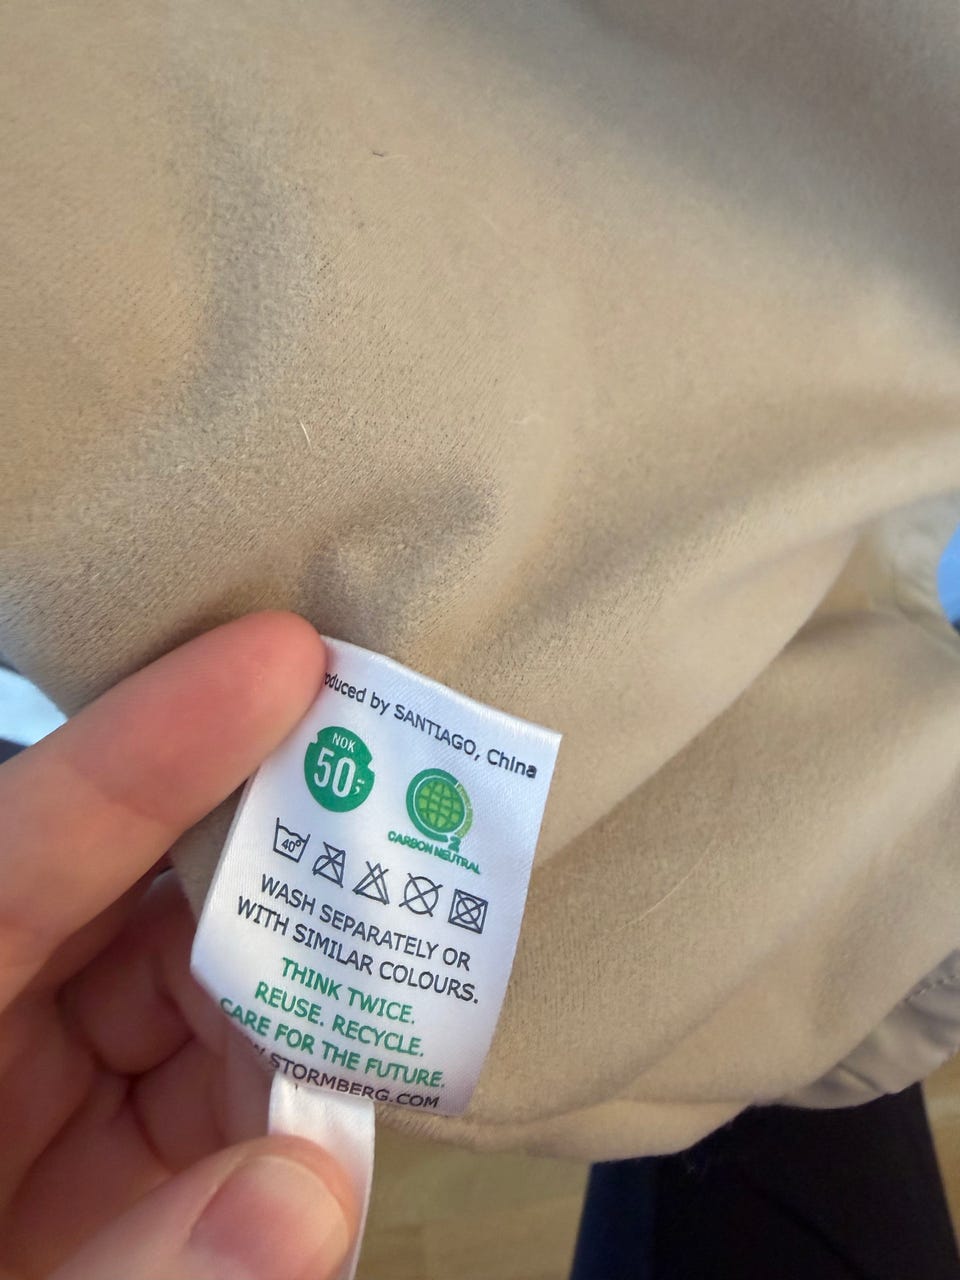 oduced by SANTIAGO, China
NOK
50,-
2
CARBON NEUTRAL
40°
WASH SEPARATELY OR
WITH SIMILAR COLOURS.
THINK TWICE.
REUSE. RECYCLE.
CARE FOR THE FUTURE.
STORMBERG.COM